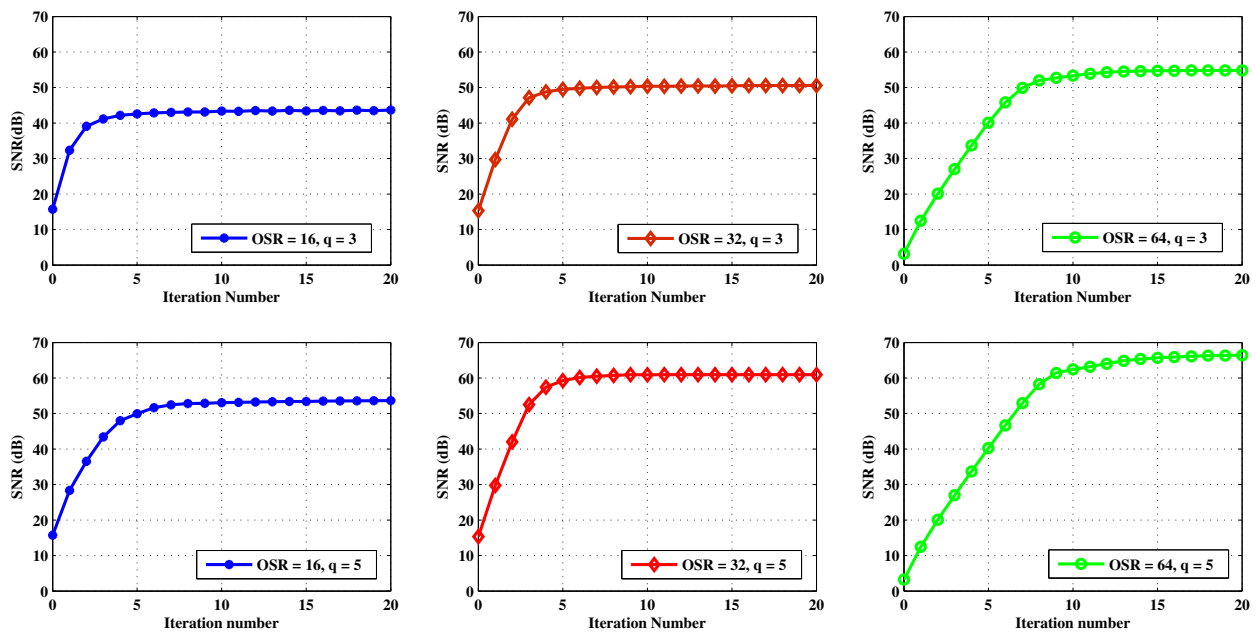 70
60
50
40
30
20
10
0
SNR(dB)
0 5 10 15 20
Iteration Number
OSR = 16, q = 3
70
60
50
40
30
20
10
0
SNR (dB)
0 5 10 15 20
Iteration Number
OSR = 32, q = 3
70
60
50
40
30
20
10
0
SNR (dB)
0 5 10 15 20
Iteration Number
OSR = 64, q = 3
70
60
50
40
30
20
10
0
SNR (dB)
0 5 10 15 20
Iteration number
OSR = 16, q = 5
70
60
50
40
30
20
10
0
SNR (dB)
0 5 10 15 20
Iteration Number
OSR = 32, q = 5
70
60
50
40
30
20
10
0
SNR (dB)
0 5 10 15 20
Iteration number
OSR = 64, q = 5